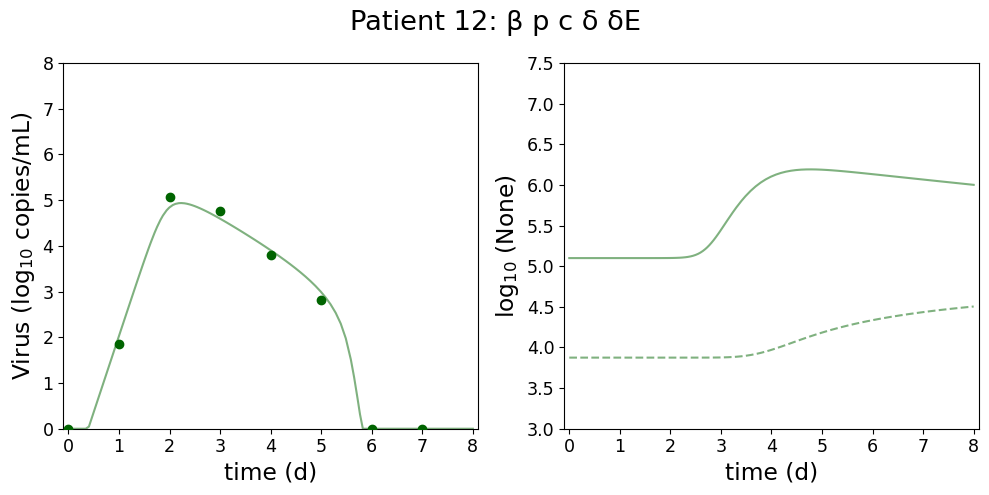 Patient 12: β p c δ δE
Virus (log₁₀ copies/mL)
8
7
6
5
4
3
2
1
0
0 1 2 3 4 5 6 7 8
time (d)
log₁₀ (None)
7.5
7.0
6.5
6.0
5.5
5.0
4.5
4.0
3.5
3.0
0 1 2 3 4 5 6 7 8
time (d)